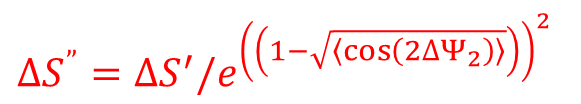 ΔS” = ΔS′/e^((1−√⟨cos(2ΔΨ₂)⟩))²